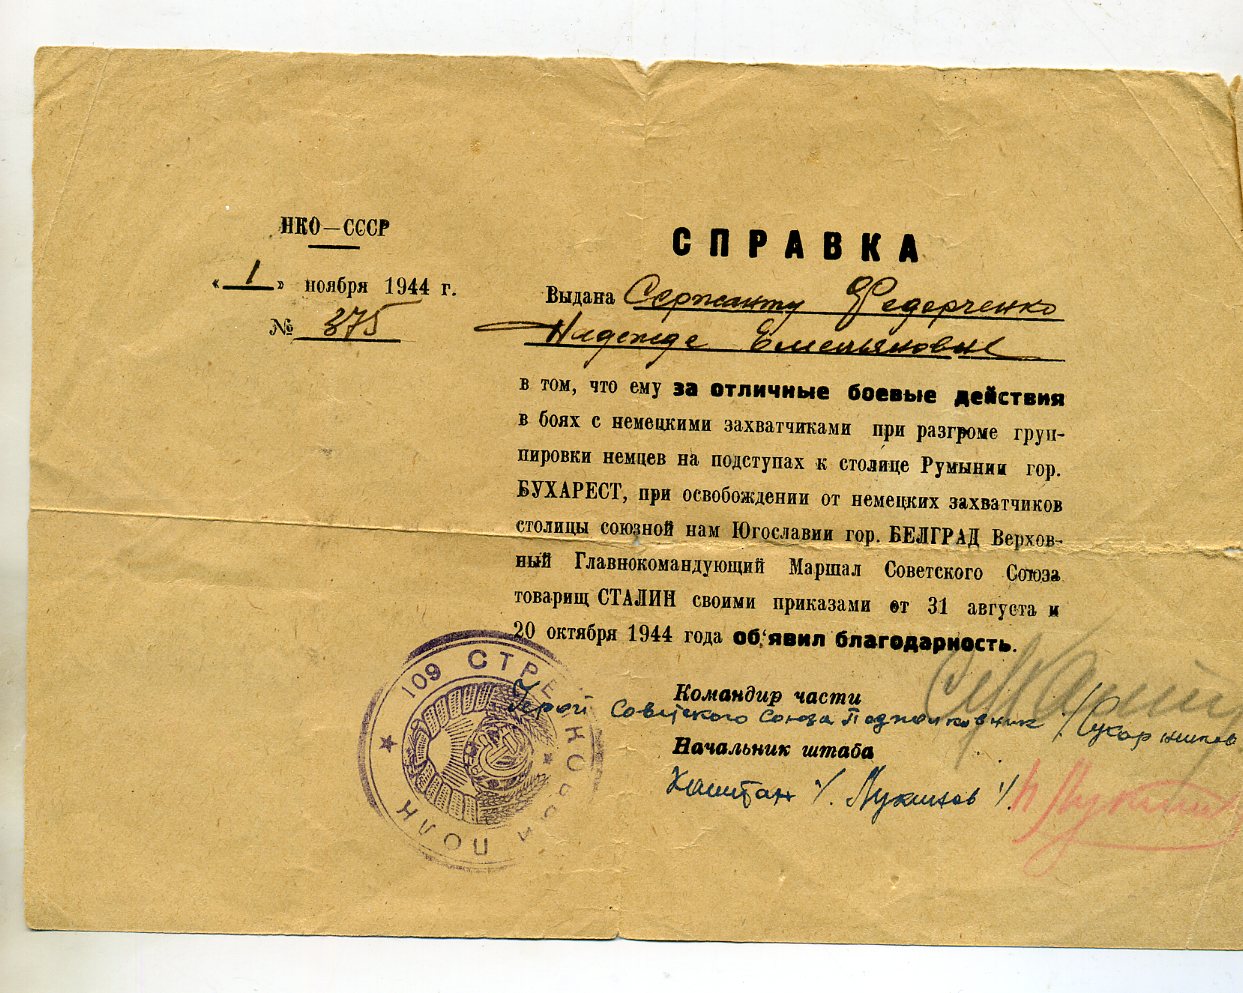 НКО—СССР
« 1 » ноября 1944 г.
№ 375
СПРАВКА
Выдана Сержанту Федерченко
Надежде Емельяновне
в том, что ему за отличные боевые действия
в боях с немецкими захватчиками при разгроме груп-
пировки немцев на подступах к столице Румынии гор.
БУХАРЕСТ, при освобождении от немецких захватчиков
столицы союзной нам Югославии гор. БЕЛГРАД Верхов-
ный Главнокомандующий Маршал Советского Союза
товарищ СТАЛИН своими приказами от 31 августа и
20 октября 1944 года об'явил благодарность.
Командир части
Герой Советского Союза Подполковник /
Начальник штаба
Капитан /. Лукинов /.
109 СТРЕЛКОВЫЙ ПОЛК